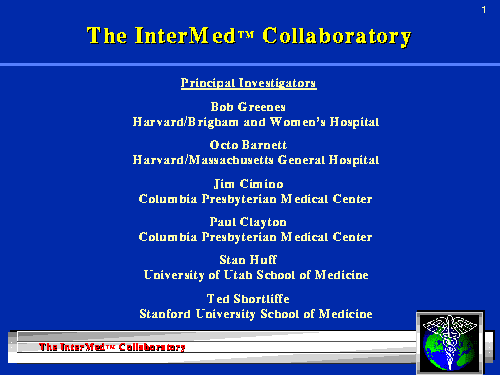 1
The InterMed™ Collaboratory
Principal Investigators
Bob Greenes
Harvard/Brigham and Women's Hospital
Octo Barnett
Harvard/Massachusetts General Hospital
Jim Cimino
Columbia Presbyterian Medical Center
Paul Clayton
Columbia Presbyterian Medical Center
Stan Huff
University of Utah School of Medicine
Ted Shortliffe
Stanford University School of Medicine
The InterMed™ Collaboratory